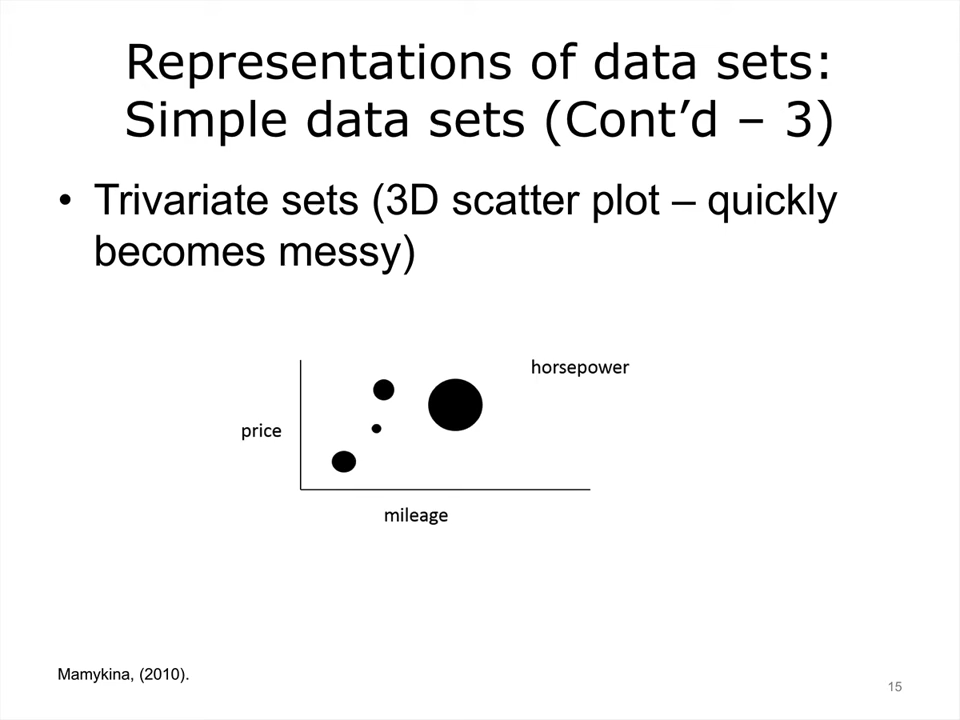 Representations of data sets:
Simple data sets (Cont’d – 3)
• Trivariate sets (3D scatter plot – quickly
becomes messy)
horsepower
price
mileage
Mamykina, (2010).
15